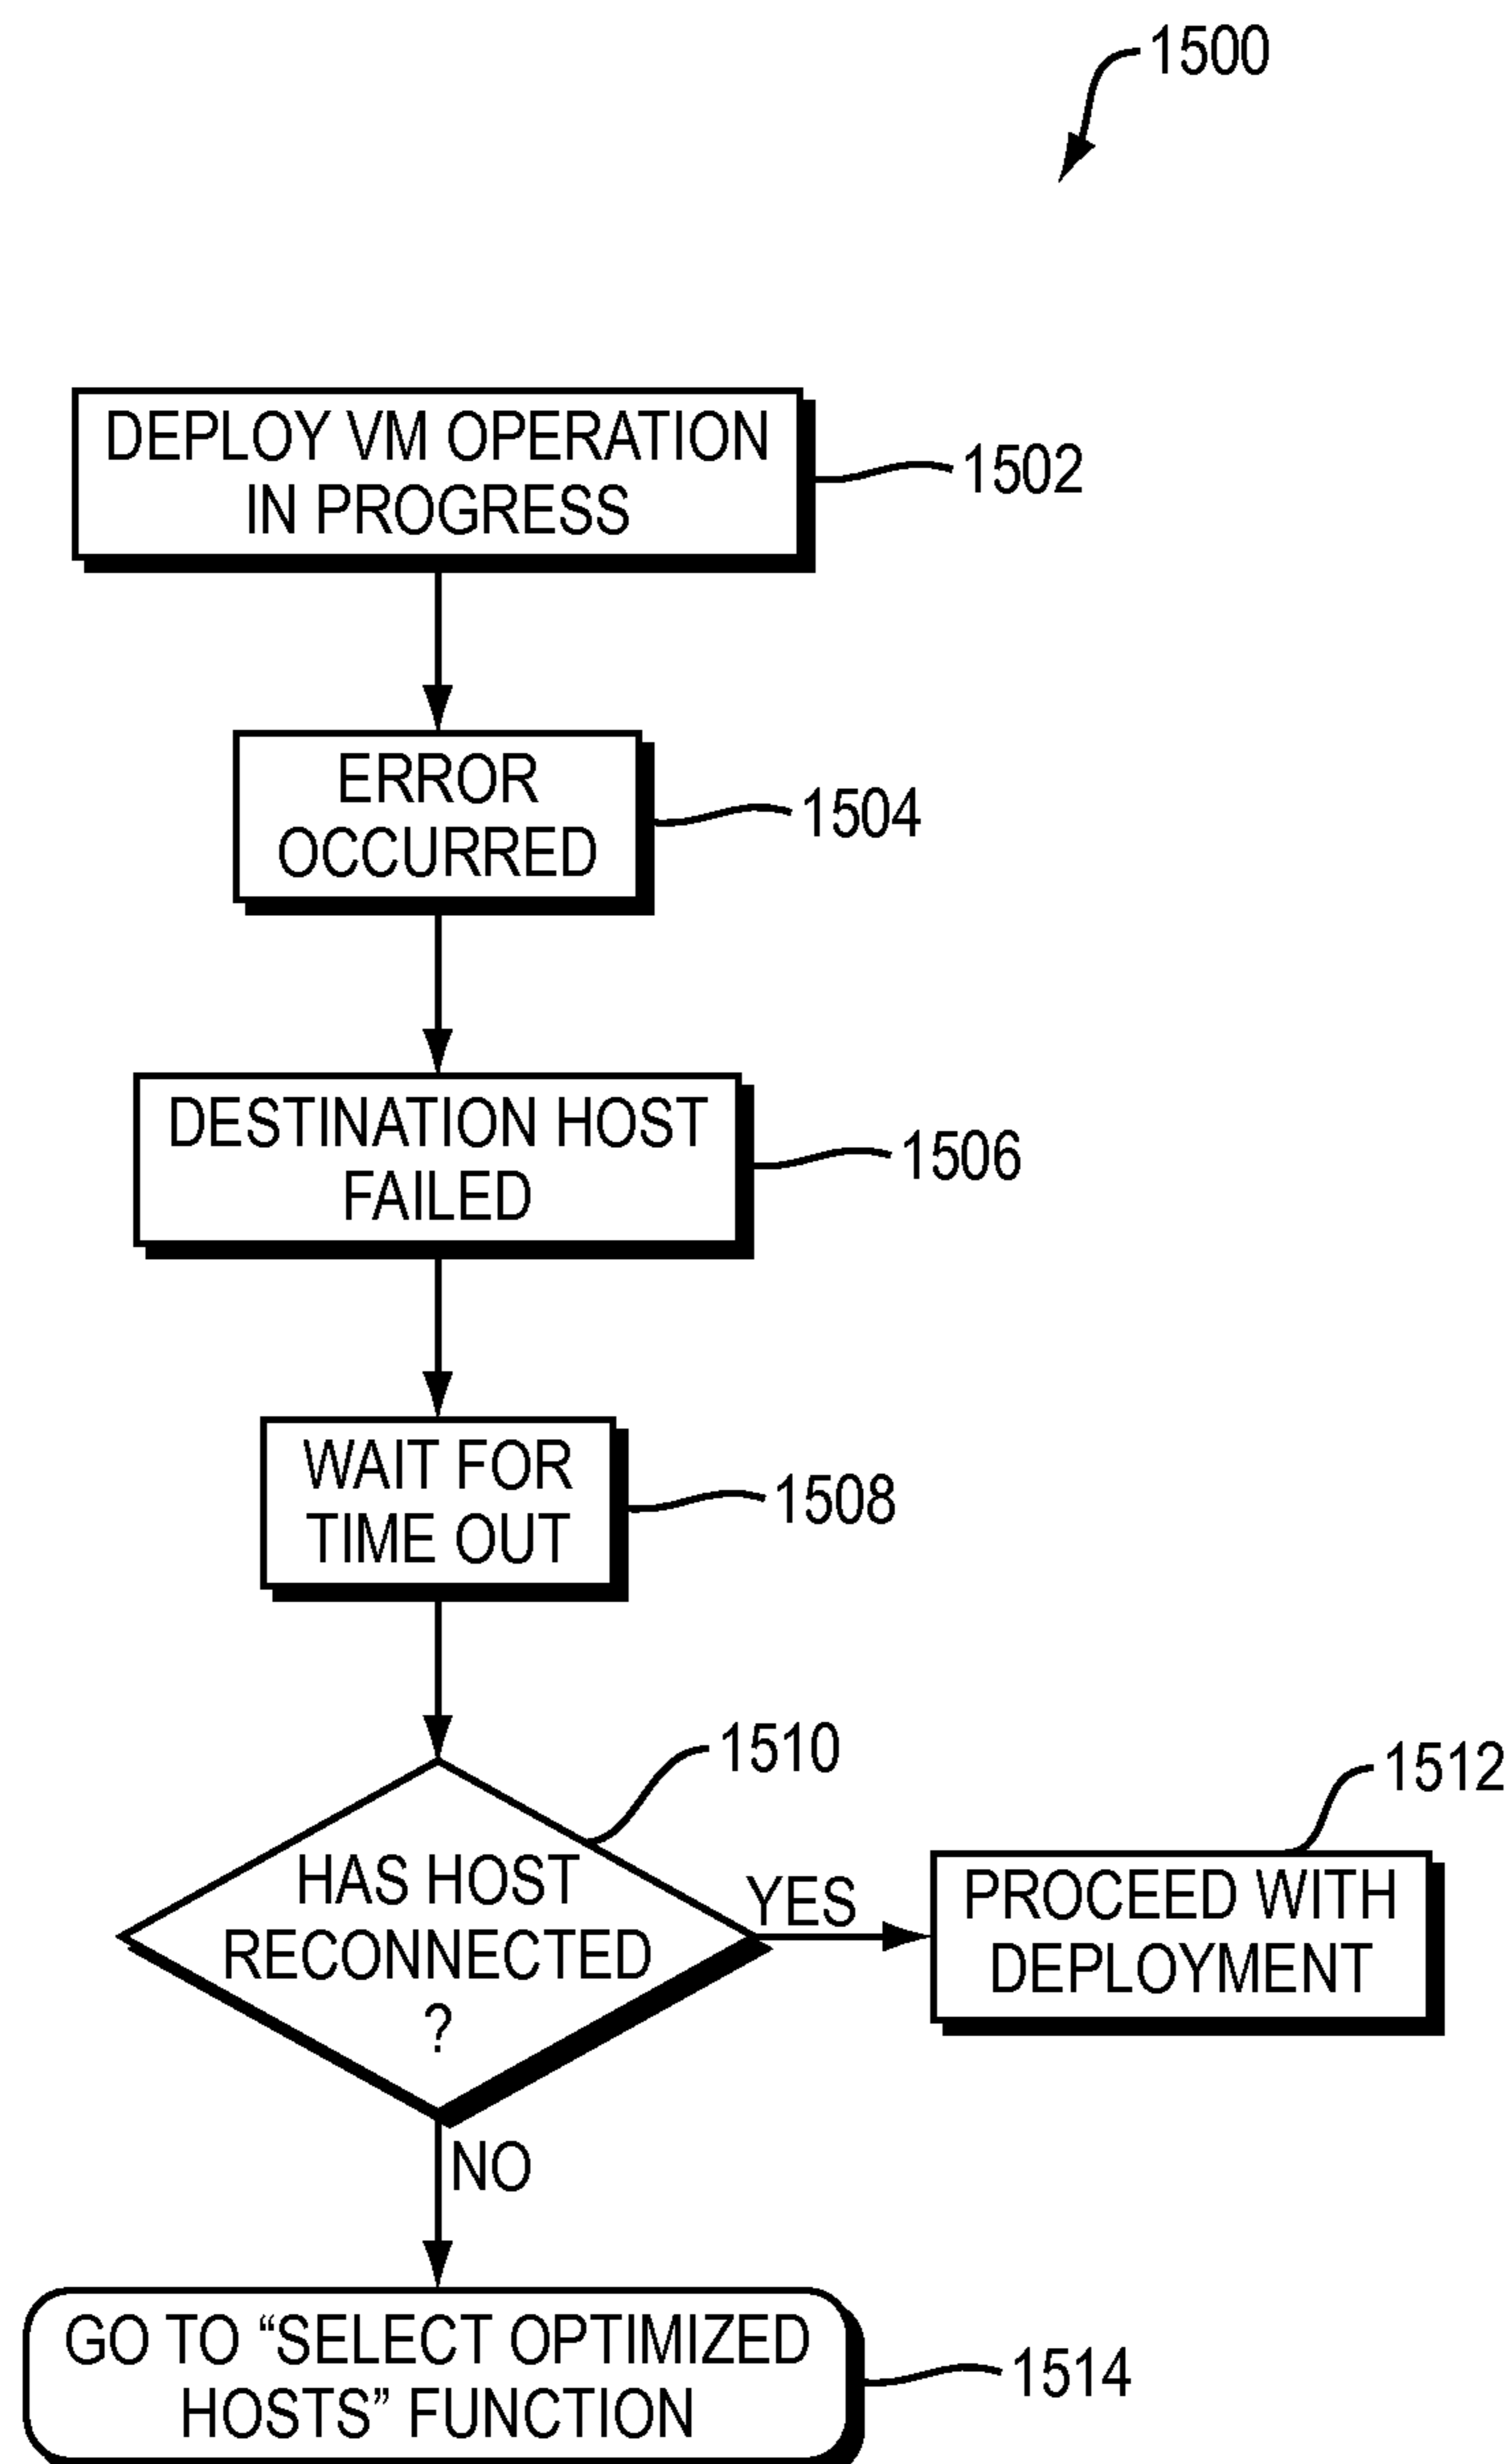 1500
DEPLOY VM OPERATION
IN PROGRESS
1502
ERROR
OCCURRED
1504
DESTINATION HOST
FAILED
1506
WAIT FOR
TIME OUT
1508
HAS HOST
RECONNECTED
?
1510
YES
PROCEED WITH
DEPLOYMENT
1512
NO
GO TO “SELECT OPTIMIZED
HOSTS” FUNCTION
1514